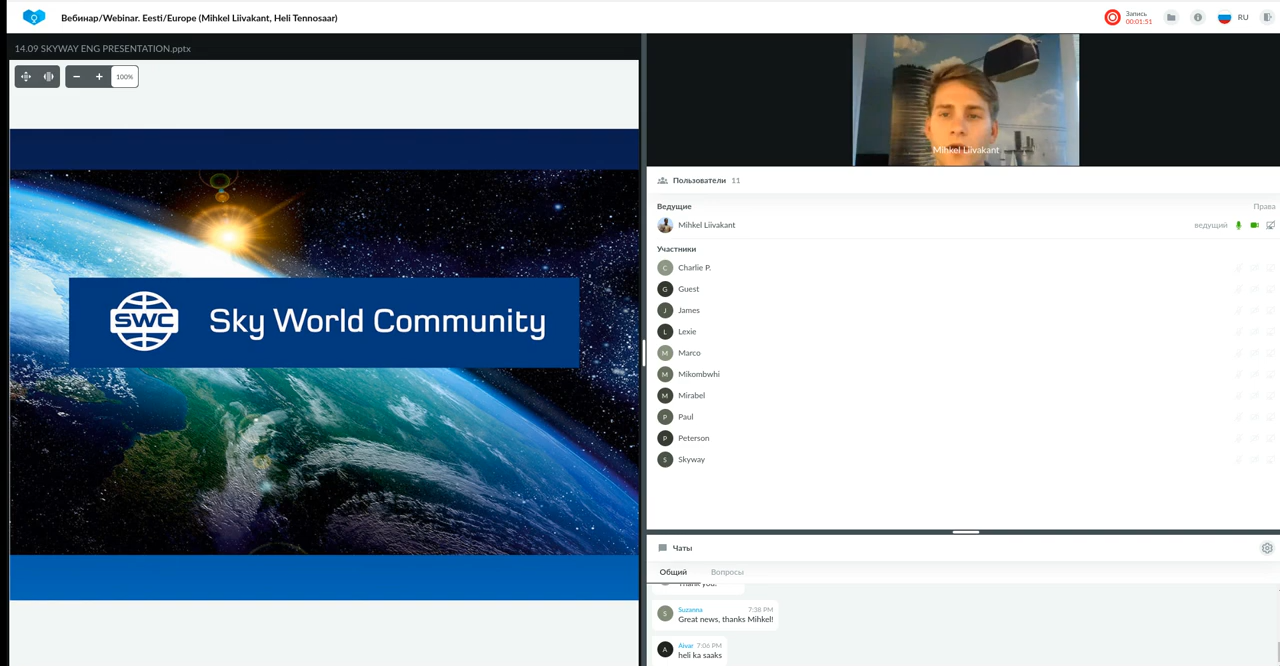 Вебинар/Webinar. Eesti/Europe (Mihkel Liivakant, Heli Tennosaar)
Запись
00:01:51
RU
14.09 SKYWAY ENG PRESENTATION.pptx
100%
SWC
Sky World Community
Mihkel Liivakant
Пользователи 11
Ведущие
Права
Mihkel Liivakant
ведущий
Участники
C Charlie P.
G Guest
J James
L Lexie
M Marco
M Mikombwhi
M Mirabel
P Paul
P Peterson
S Skyway
Чаты
Общий
Вопросы
Thank you!
S
Suzanna 7:38 PM
Great news, thanks Mihkel!
A
Aivar 7:06 PM
heli ka saaks